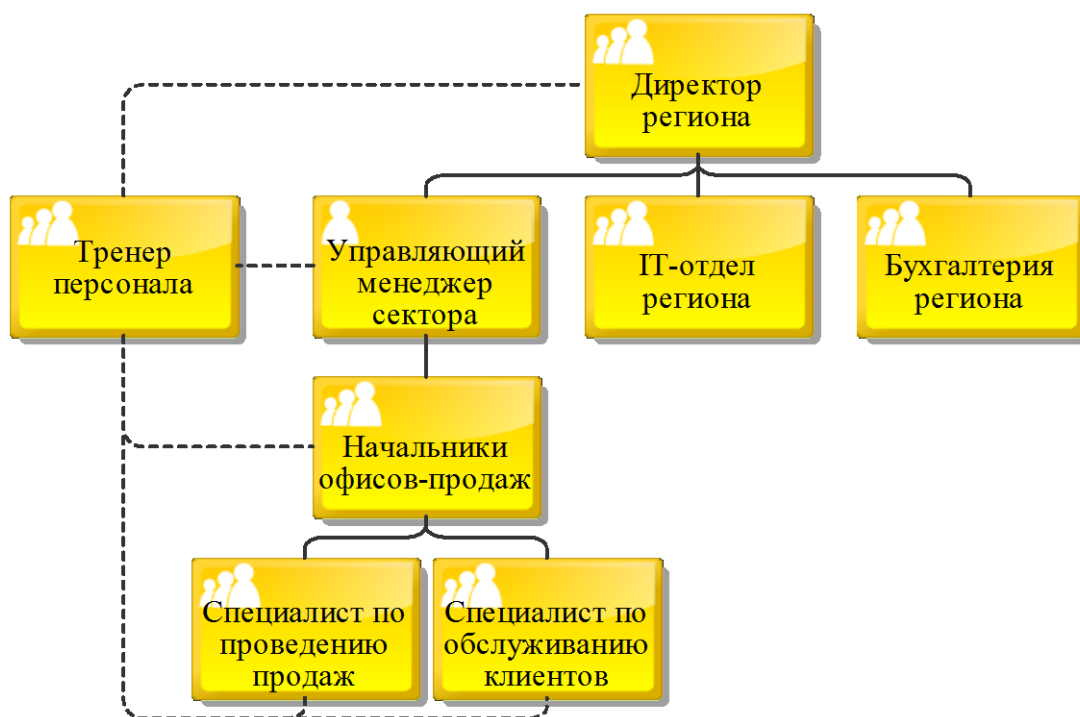 Директор
региона
Тренер
персонала
Управляющий
менеджер
сектора
IT-отдел
региона
Бухгалтерия
региона
Начальники
офисов-продаж
Специалист по
проведению
продаж
Специалист по
обслуживанию
клиентов